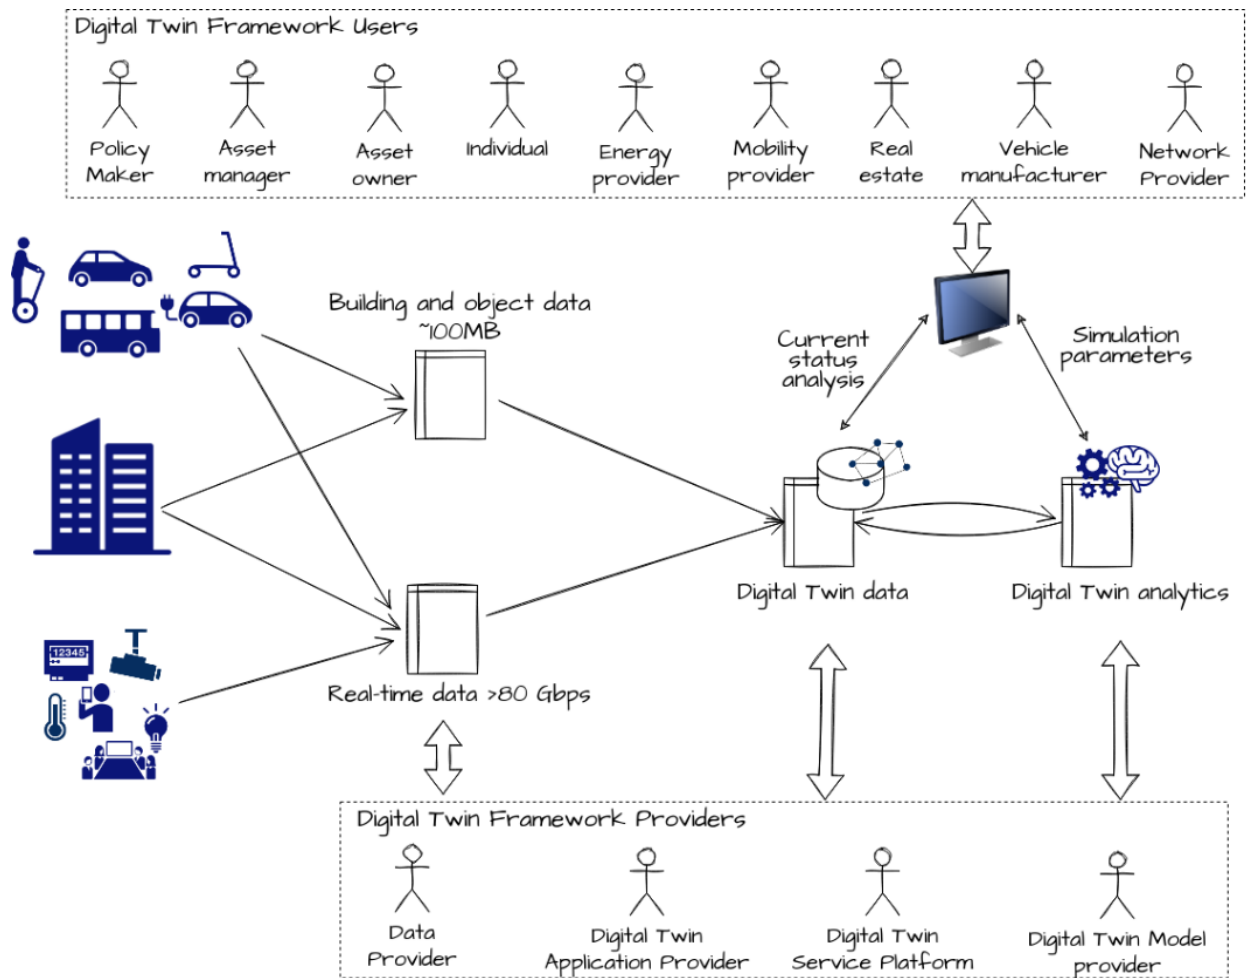 Digital Twin Framework Users
Policy
Maker
Asset
manager
Asset
owner
Individual
Energy
provider
Mobility
provider
Real
estate
Vehicle
manufacturer
Network
Provider
Building and object data
~100MB
Current
status
analysis
Simulation
parameters
Digital Twin data
Digital Twin analytics
12345
Real-time data >80 Gbps
Digital Twin Framework Providers
Data
Provider
Digital Twin
Application Provider
Digital Twin
Service Platform
Digital Twin Model
provider